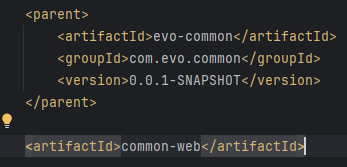 <parent>
<artifactId>evo-common</artifactId>
<groupId>com.evo.common</groupId>
<version>0.0.1-SNAPSHOT</version>
</parent>
<artifactId>common-web</artifactId>